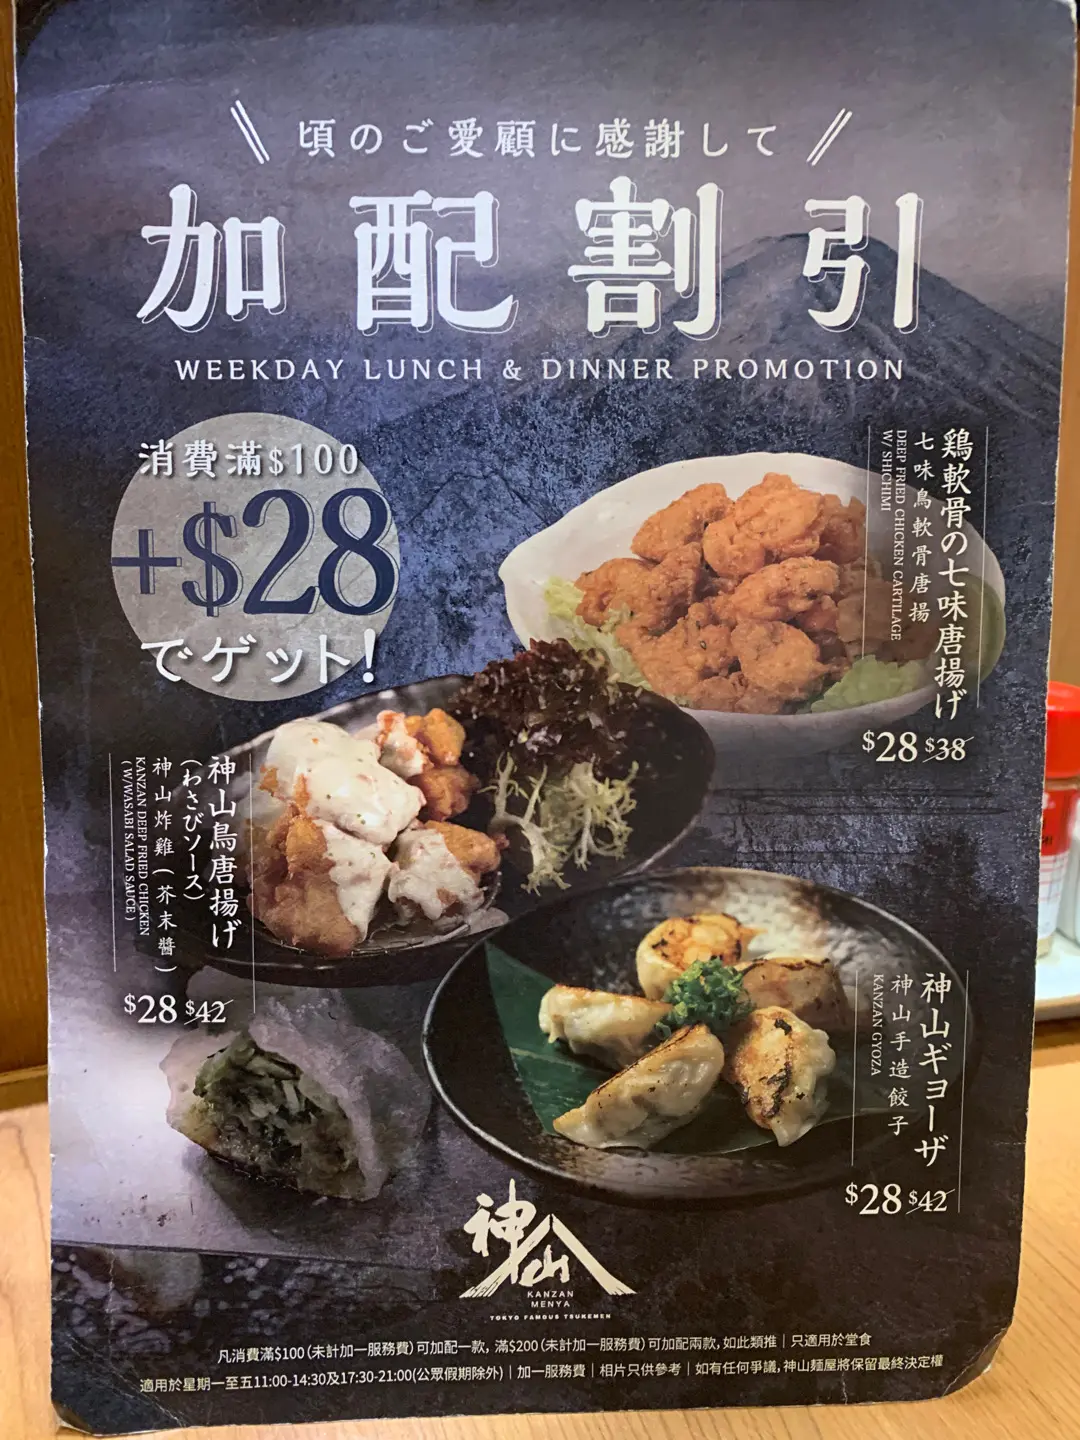 頃のご愛顧に感謝して
加配割引
WEEKDAY LUNCH & DINNER PROMOTION
消費滿$100
+$28
でゲット!
鶏軟骨の七味唐揚げ
七味鳥軟骨唐揚
DEEP FRIED CHICKEN CARTILAGE
W/ SHICHIMI
$28 $38
神山鳥唐揚げ
(わさびソース)
神山炸雞(芥末醬)
KANZAN DEEP FRIED CHICKEN
(W/WASABI SALAD SAUCE)
$28 $42
神山ギョーザ
神山手造餃子
KANZAN GYOZA
$28 $42
神山
KANZAN
MENYA
TOKYO FAMOUS TSUKEMEN
凡消費滿$100(未計加一服務費)可加配一款, 滿$200(未計加一服務費)可加配兩款, 如此類推|只適用於堂食
適用於星期一至五11:00-14:30及17:30-21:00(公眾假期除外)|加一服務費|相片只供參考|如有任何爭議, 神山麵屋將保留最終決定權